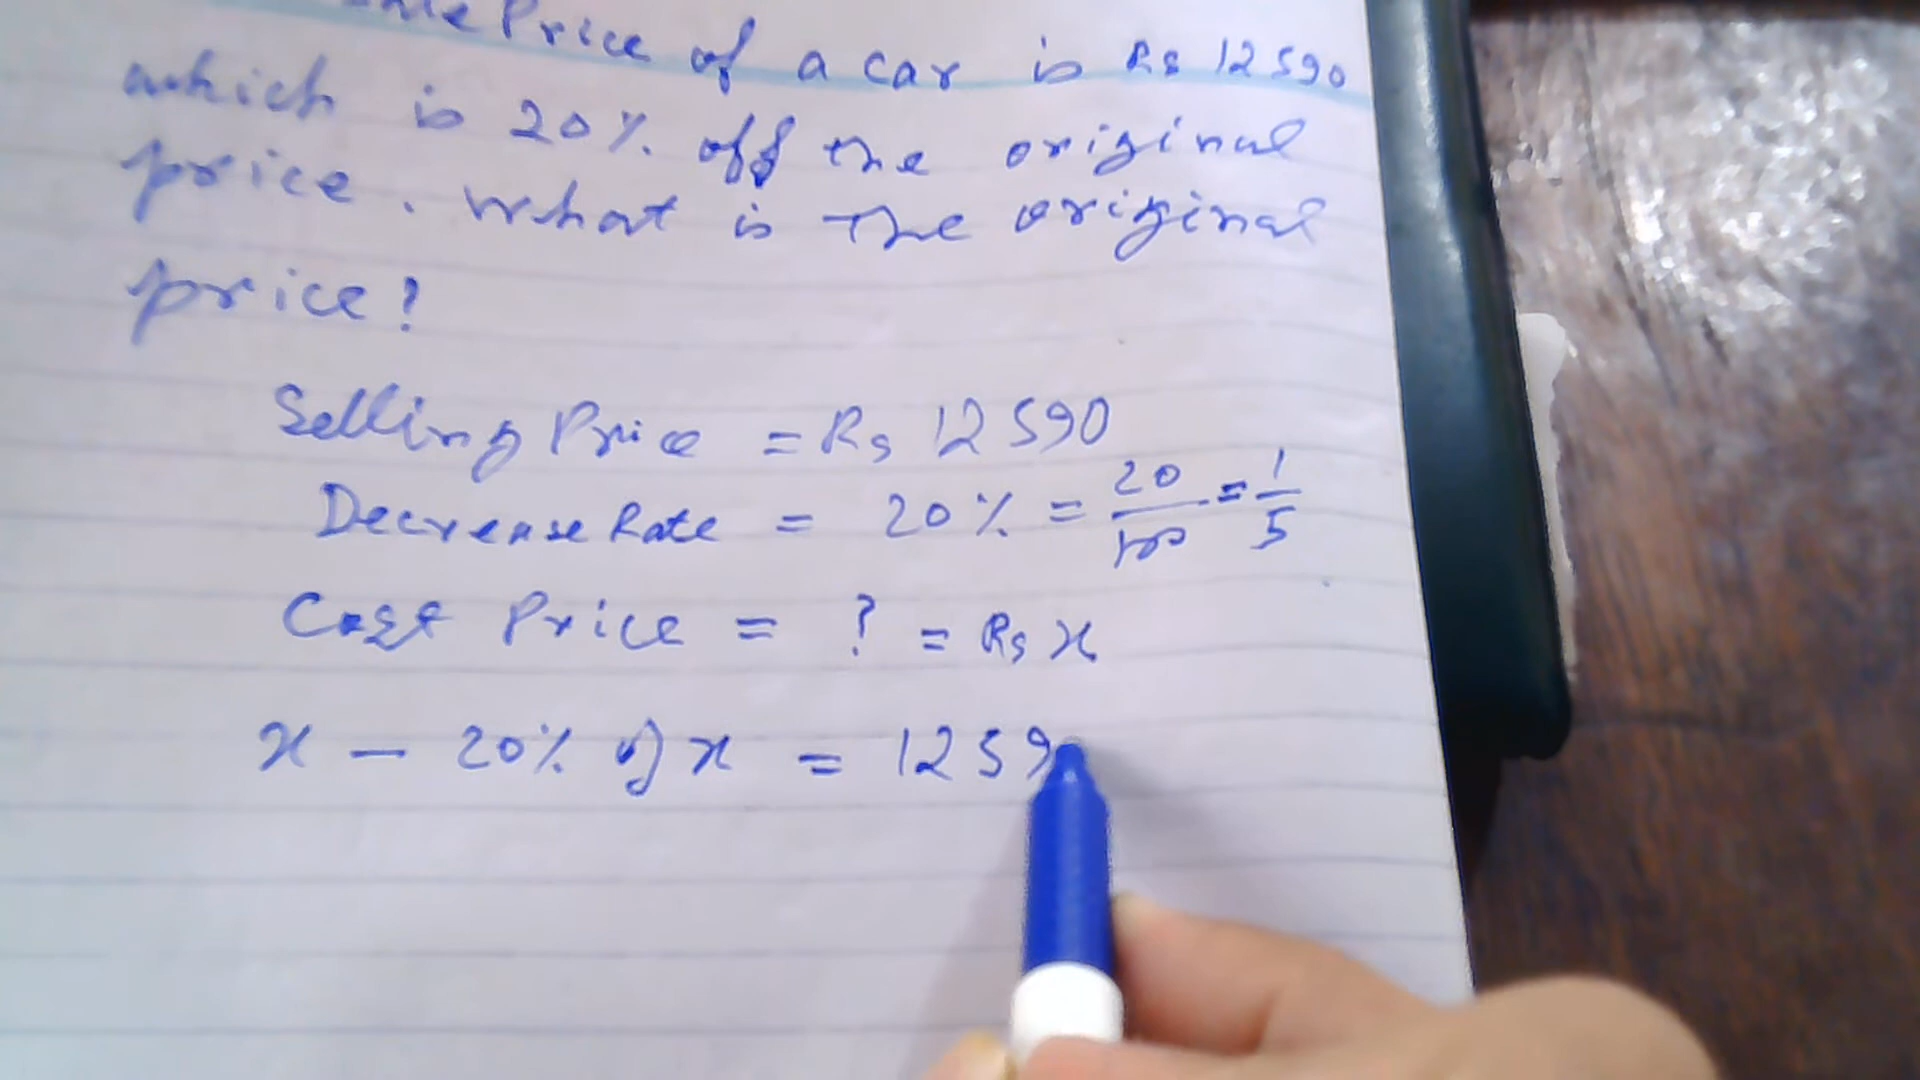 Price of a car is Rs 12590
which is 20% off the original
price. What is the original
price?
Selling Price = Rs 12590
Decrease Rate = 20% = 20/100 = 1/5
Cost Price = ? = Rs x
x - 20% of x = 1259